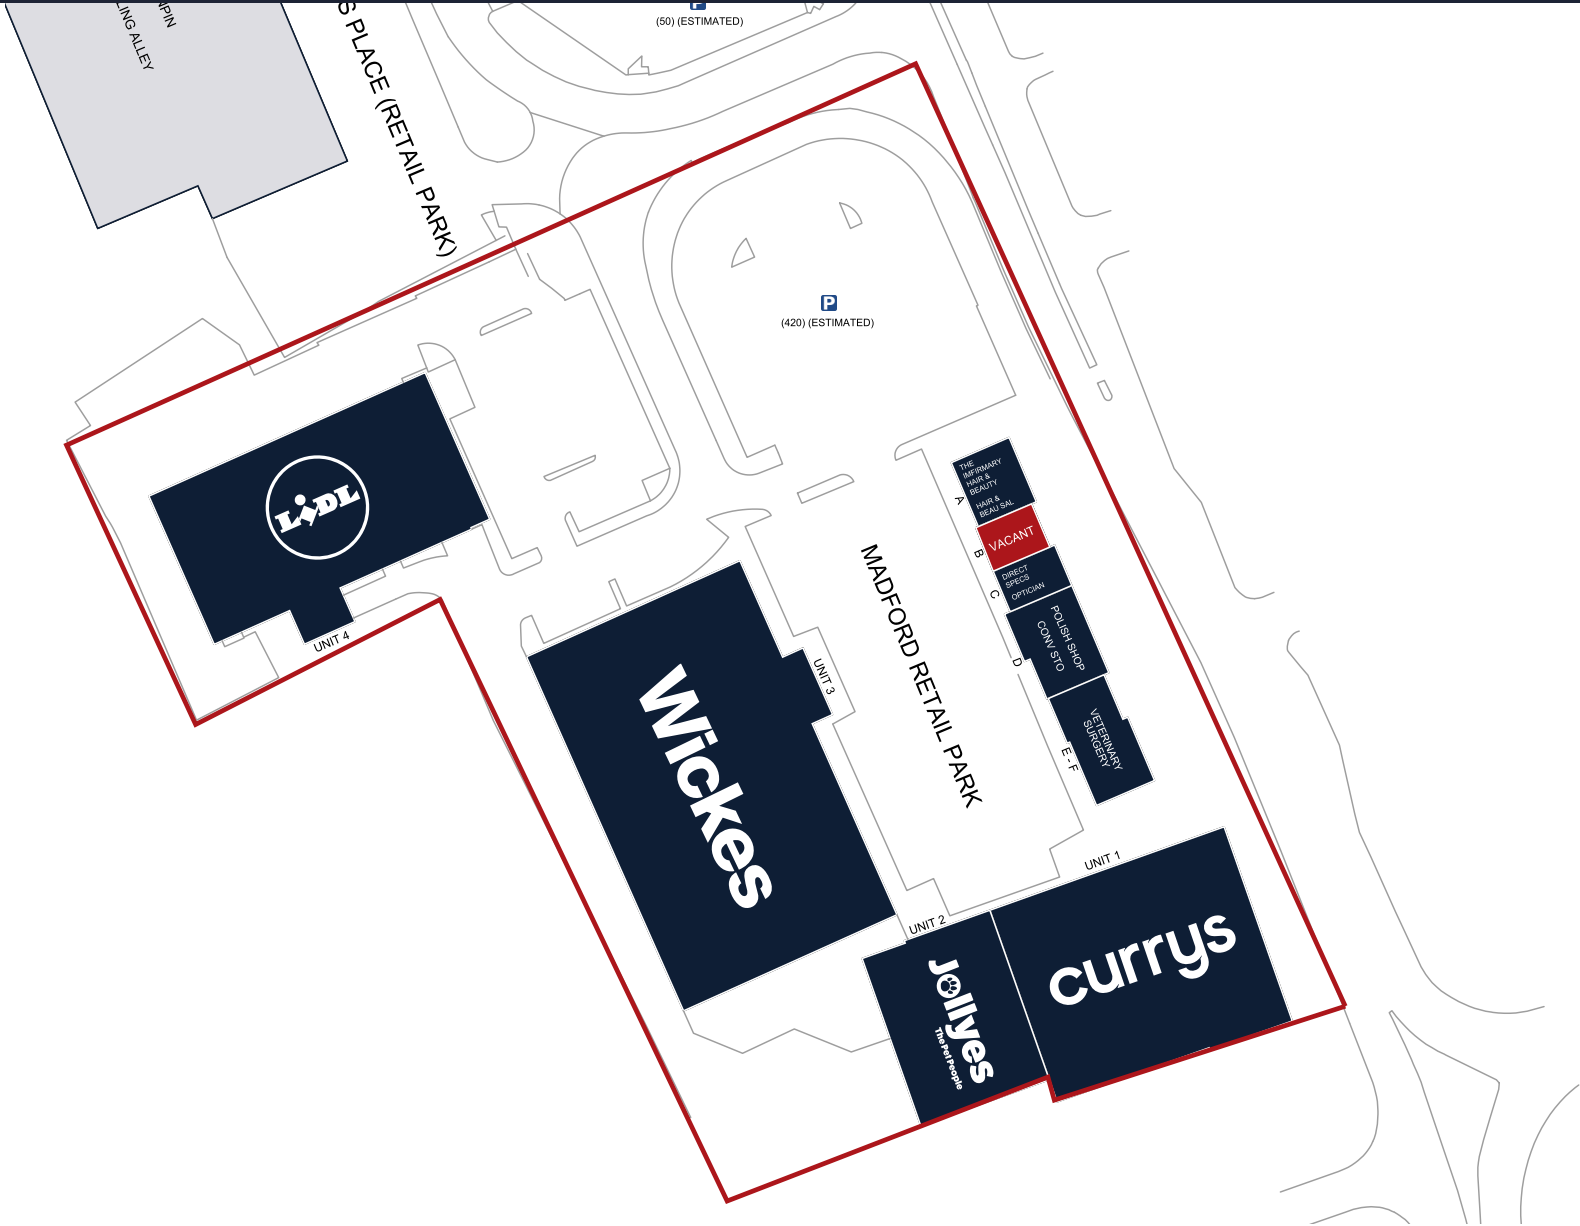 NPIN
LING ALLEY
S PLACE (RETAIL PARK)
P
(50) (ESTIMATED)
P
(420) (ESTIMATED)
LIDL
UNIT 4
Wickes
UNIT 3
MADFORD RETAIL PARK
THE
IMFIRMARY
HAIR &
BEAUTY
HAIR &
BEAU SAL
A
VACANT
B
DIRECT
SPECS
OPTICIAN
C
POLISH SHOP
CONV STO
D
VETERINARY
SURGERY
E - F
UNIT 1
currys
UNIT 2
Jollyes
The Pet People